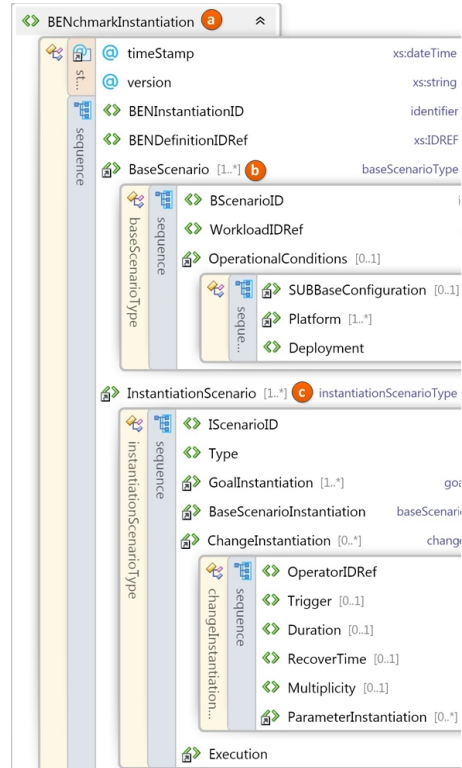 BENchmarkInstantiation a
st...
timeStamp xs:dateTime
version xs:string
sequence
BENInstantiationID identifier
BENDefinitionIDRef xs:IDREF
BaseScenario [1..*] b baseScenarioType
baseScenarioType
sequence
BScenarioID
WorkloadIDRef
OperationalConditions [0..1]
seque...
SUBBaseConfiguration [0..1]
Platform [1..*]
Deployment
InstantiationScenario [1..*] c instantiationScenarioType
instantiationScenarioType
sequence
IScenarioID
Type
GoalInstantiation [1..*] goa
BaseScenarioInstantiation baseScenari
ChangeInstantiation [0..*] change
changeInstantiation...
sequence
OperatorIDRef
Trigger [0..1]
Duration [0..1]
RecoverTime [0..1]
Multiplicity [0..1]
ParameterInstantiation [0..*]
Execution